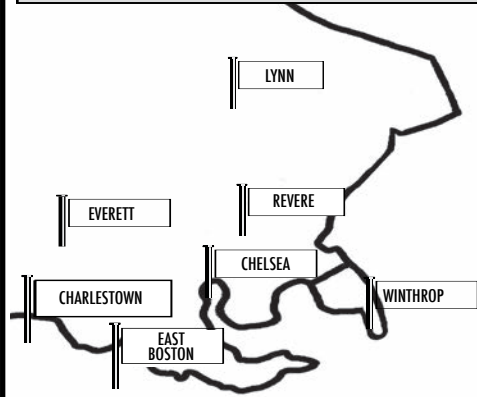 LYNN
REVERE
EVERETT
CHELSEA
WINTHROP
CHARLESTOWN
EAST
BOSTON